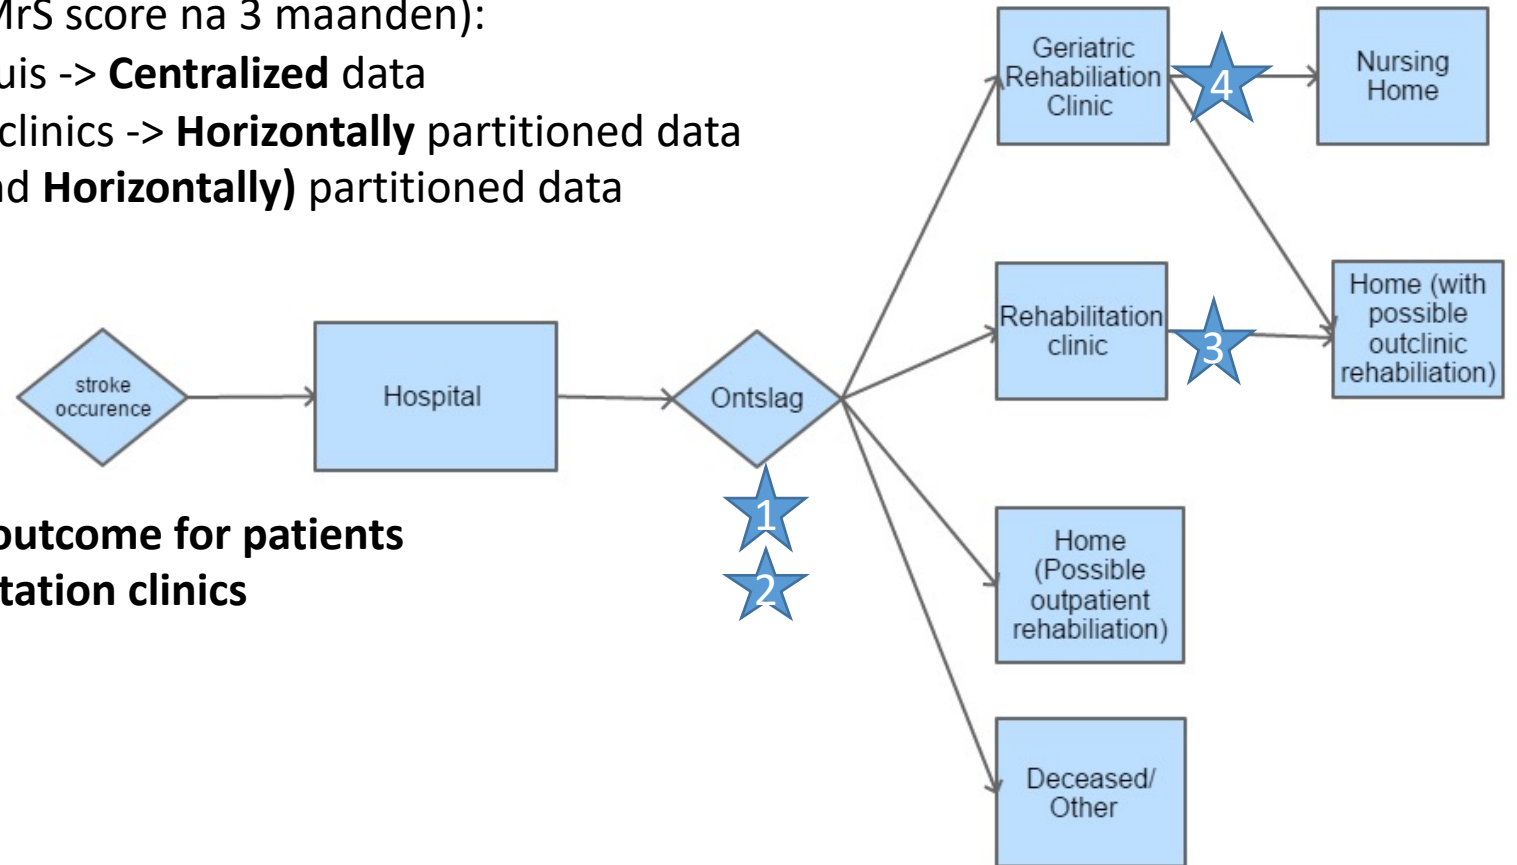 MrS score na 3 maanden):
uis -> Centralized data
clinics -> Horizontally partitioned data
nd Horizontally) partitioned data
stroke
occurence
Hospital
Ontslag
1
2
outcome for patients
tation clinics
Geriatric
Rehabiliation
Clinic
4
Nursing
Home
Rehabilitation
clinic
3
Home (with
possible
outclinic
rehabiliation)
Home
(Possible
outpatient
rehabiliation)
Deceased/
Other